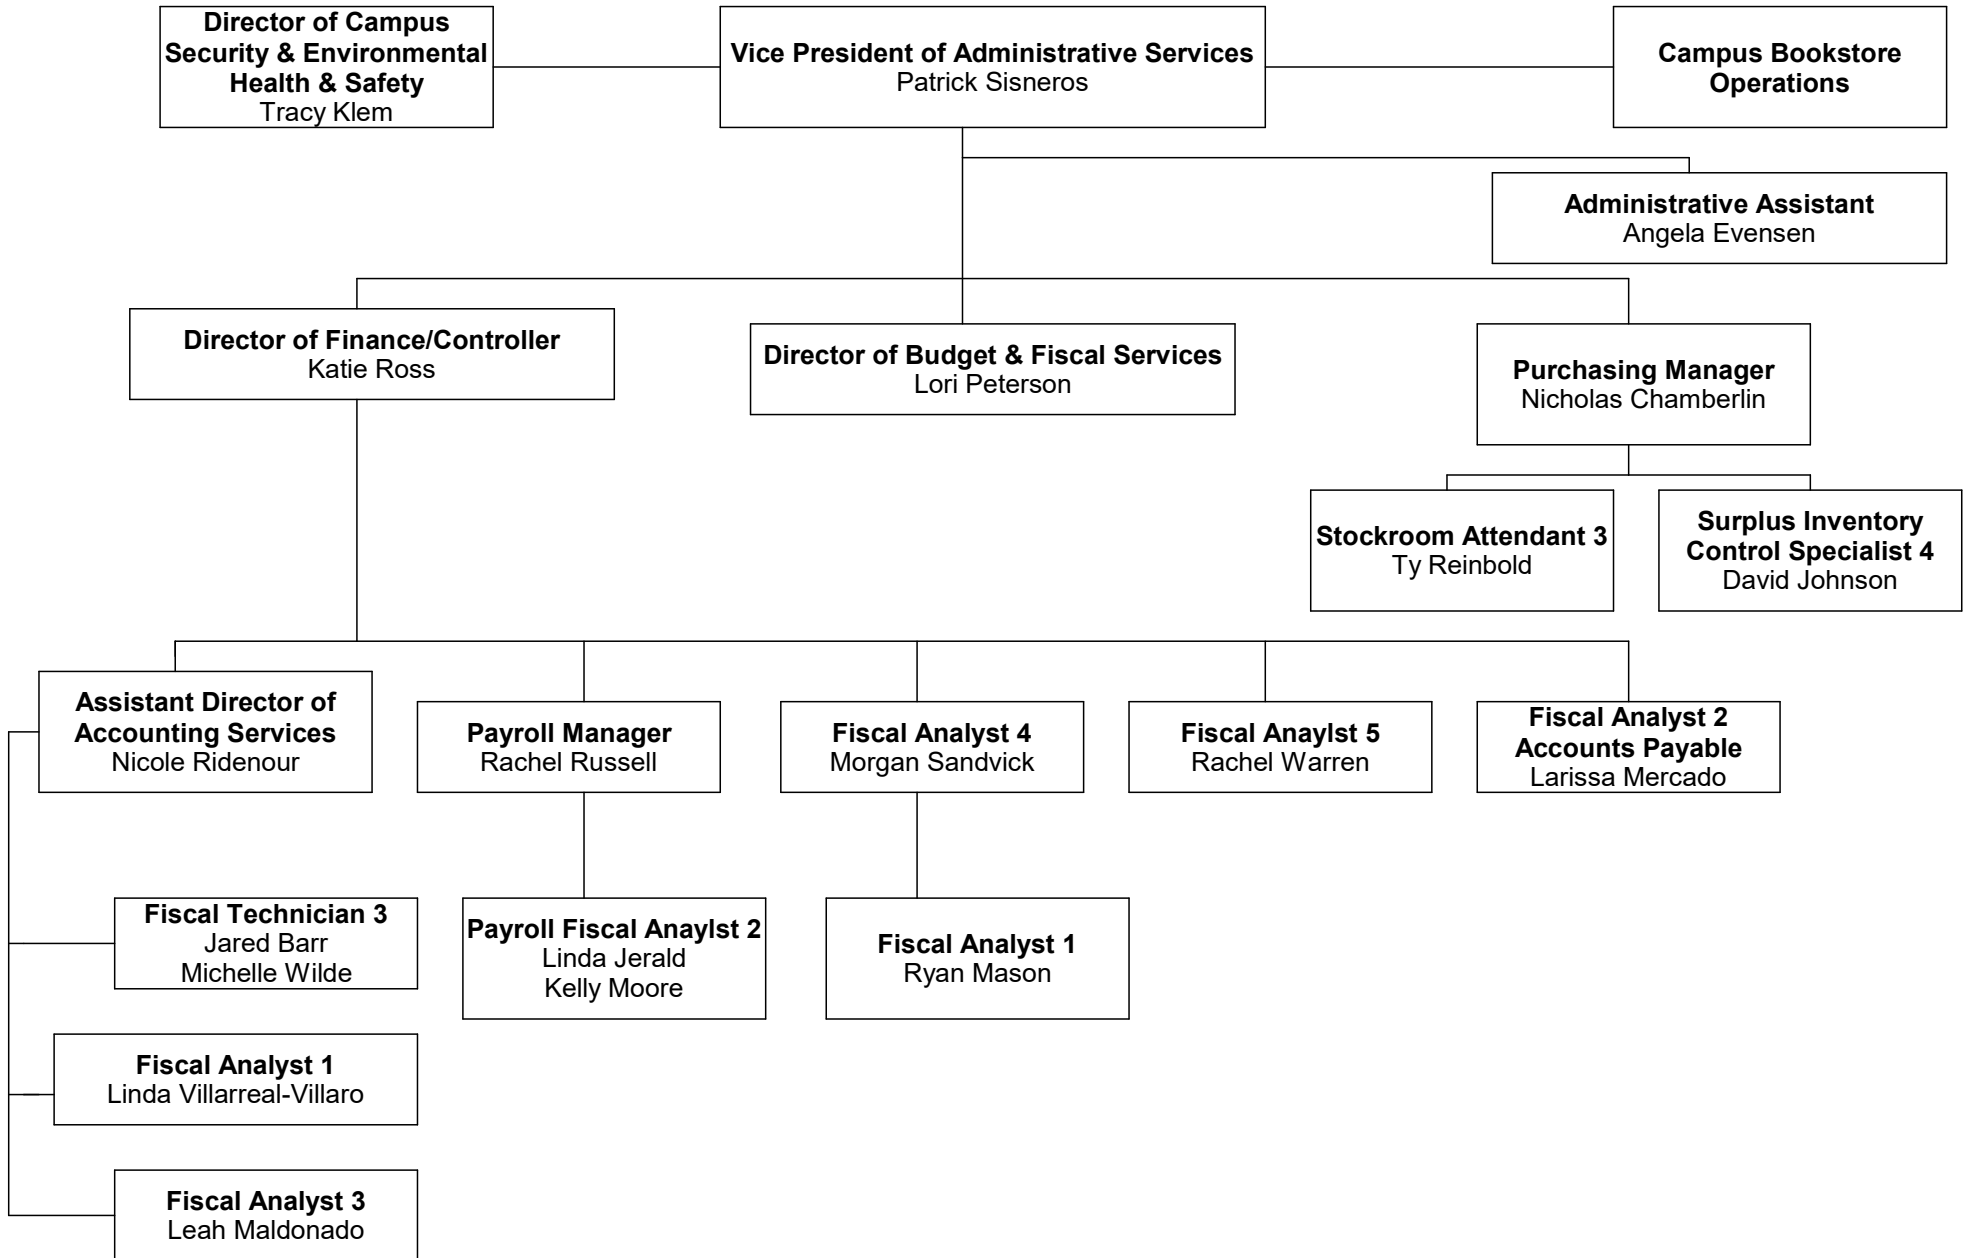 Director of Campus
Security & Environmental
Health & Safety
Tracy Klem
Vice President of Administrative Services
Patrick Sisneros
Campus Bookstore
Operations
Administrative Assistant
Angela Evensen
Director of Finance/Controller
Katie Ross
Director of Budget & Fiscal Services
Lori Peterson
Purchasing Manager
Nicholas Chamberlin
Stockroom Attendant 3
Ty Reinbold
Surplus Inventory
Control Specialist 4
David Johnson
Assistant Director of
Accounting Services
Nicole Ridenour
Payroll Manager
Rachel Russell
Fiscal Analyst 4
Morgan Sandvick
Fiscal Anaylst 5
Rachel Warren
Fiscal Analyst 2
Accounts Payable
Larissa Mercado
Fiscal Technician 3
Jared Barr
Michelle Wilde
Payroll Fiscal Anaylst 2
Linda Jerald
Kelly Moore
Fiscal Analyst 1
Ryan Mason
Fiscal Analyst 1
Linda Villarreal-Villaro
Fiscal Analyst 3
Leah Maldonado